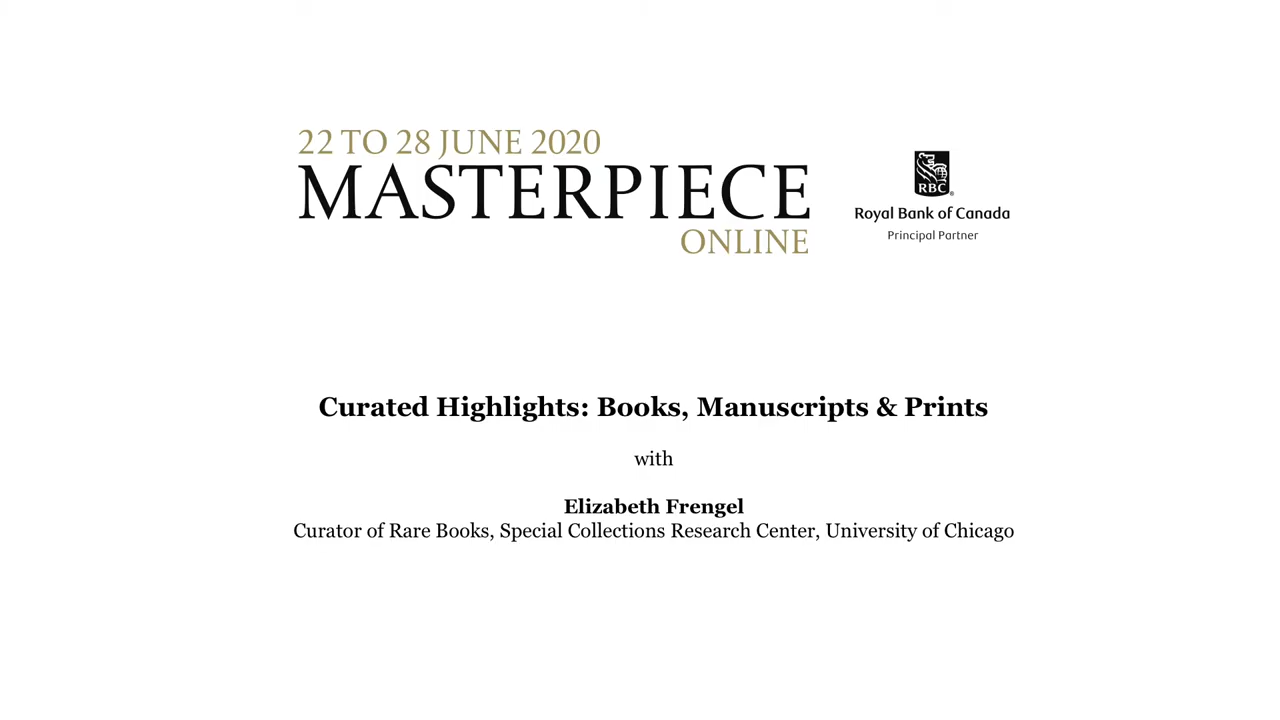 22 TO 28 JUNE 2020
MASTERPIECE
ONLINE
RBC®
Royal Bank of Canada
Principal Partner
Curated Highlights: Books, Manuscripts & Prints
with
Elizabeth Frengel
Curator of Rare Books, Special Collections Research Center, University of Chicago